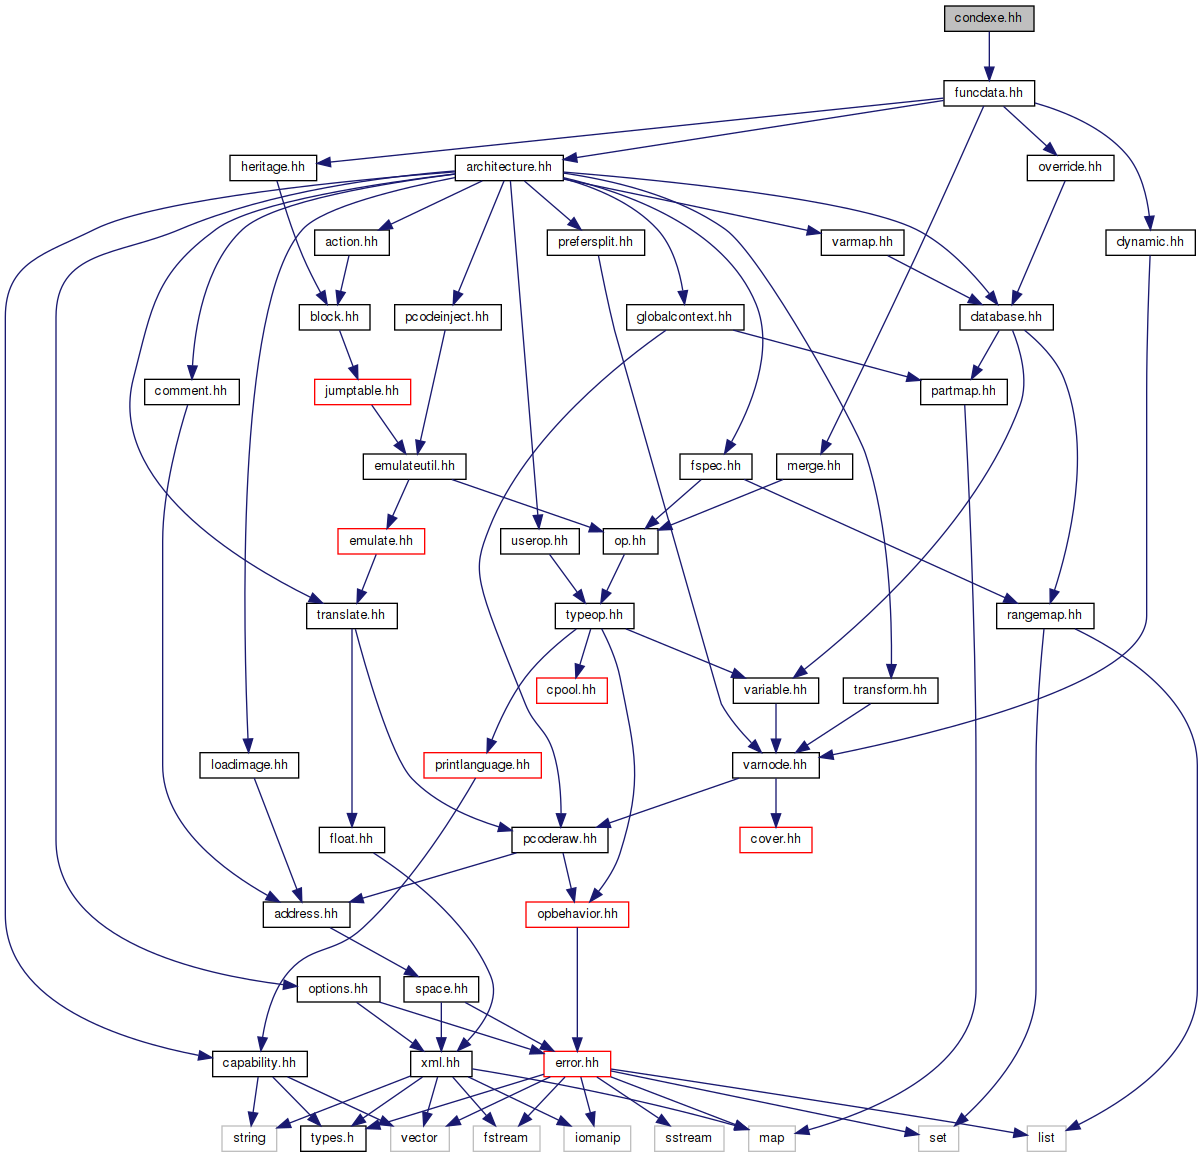 condexe.hh
funcdata.hh
heritage.hh
architecture.hh
override.hh
action.hh
prefersplit.hh
varmap.hh
dynamic.hh
block.hh
pcodeinject.hh
globalcontext.hh
database.hh
comment.hh
jumptable.hh
partmap.hh
emulateutil.hh
fspec.hh
merge.hh
emulate.hh
userop.hh
op.hh
translate.hh
typeop.hh
rangemap.hh
cpool.hh
variable.hh
transform.hh
loadimage.hh
printlanguage.hh
varnode.hh
float.hh
pcoderaw.hh
cover.hh
address.hh
opbehavior.hh
options.hh
space.hh
capability.hh
xml.hh
error.hh
string
types.h
vector
fstream
iomanip
sstream
map
set
list